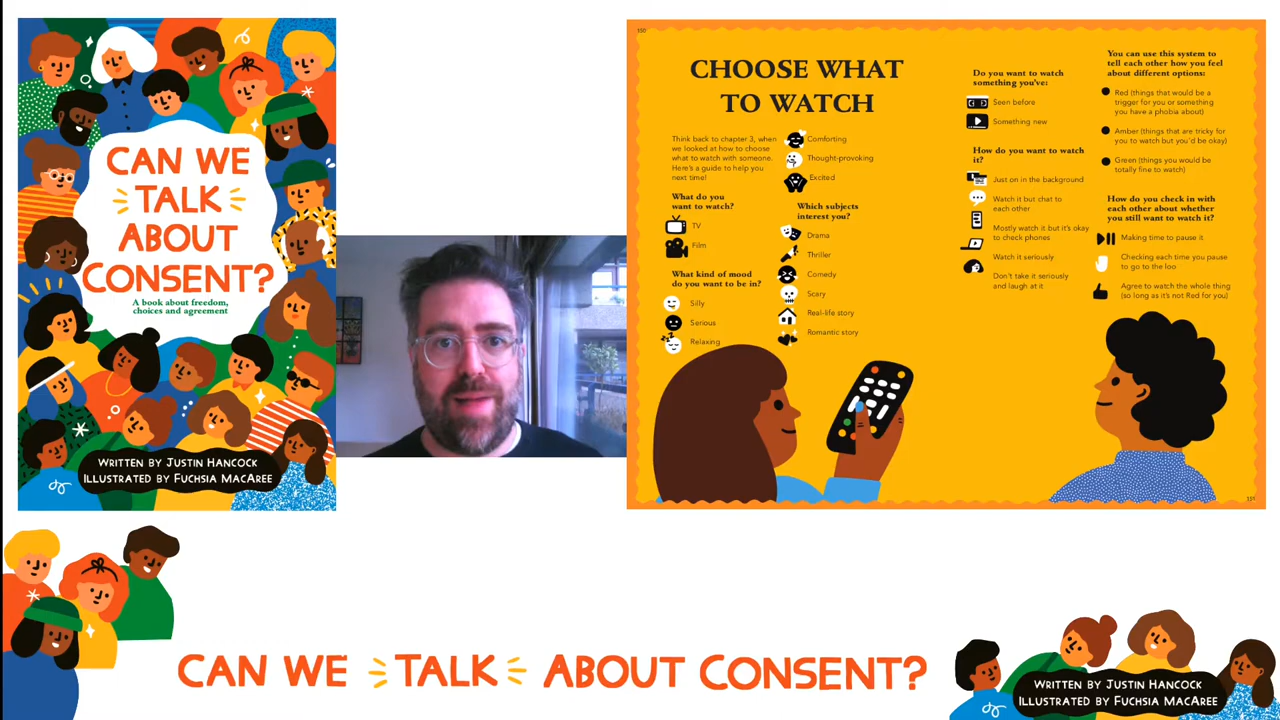 CAN WE
TALK
ABOUT
CONSENT?
A book about freedom,
choices and agreement
WRITTEN BY JUSTIN HANCOCK
ILLUSTRATED BY FUCHSIA MACAREE
350
CHOOSE WHAT
TO WATCH
Think back to chapter 3, when
we looked at how to choose
what to watch with someone.
Here's a guide to help you
next time!
What do you
want to watch?
TV
Film
What kind of mood
do you want to be in?
Silly
Serious
Relaxing
Comforting
Thought-provoking
Excited
Which subjects
interest you?
Drama
Thriller
Comedy
Scary
Real-life story
Romantic story
Do you want to watch
something you've:
Seen before
Something new
How do you want to watch
it?
Just on in the background
Watch it but chat to
each other
Mostly watch it but it's okay
to check phones
Watch it seriously
Don't take it seriously
and laugh at it
You can use this system to
tell each other how you feel
about different options:
Red (things that would be a
trigger for you or something
you have a phobia about)
Amber (things that are tricky for
you to watch but you'd be okay)
Green (things you would be
totally fine to watch)
How do you check in with
each other about whether
you still want to watch it?
Making time to pause it
Checking each time you pause
to go to the loo
Agree to watch the whole thing
(so long as it's not Red for you)
CAN WE TALK ABOUT CONSENT?
WRITTEN BY JUSTIN HANCOCK
ILLUSTRATED BY FUCHSIA MACAREE